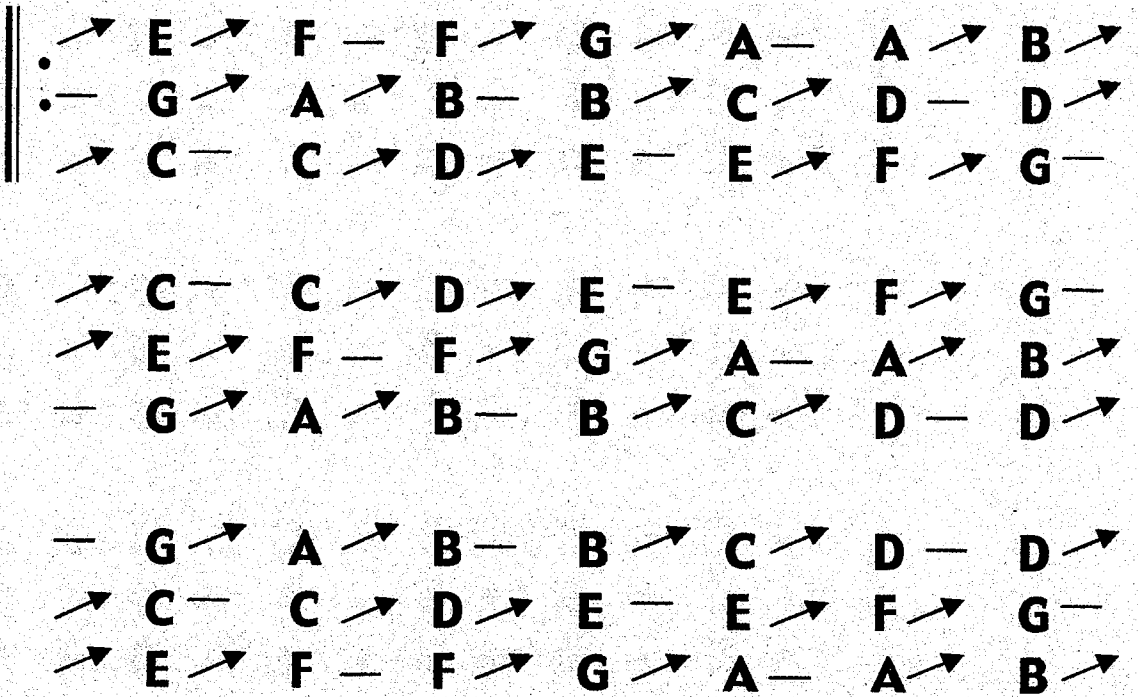 ↗ E ↗ F — F ↗ G ↗ A — A ↗ B ↗
— G ↗ A ↗ B — B ↗ C ↗ D — D ↗
↗ C — C ↗ D ↗ E — E ↗ F ↗ G —
↗ C — C ↗ D ↗ E — E ↗ F ↗ G —
↗ E ↗ F — F ↗ G ↗ A — A ↗ B ↗
— G ↗ A ↗ B — B ↗ C ↗ D — D ↗
— G ↗ A ↗ B — B ↗ C ↗ D — D ↗
↗ C — C ↗ D ↗ E — E ↗ F ↗ G —
↗ E ↗ F — F ↗ G ↗ A — A ↗ B ↗